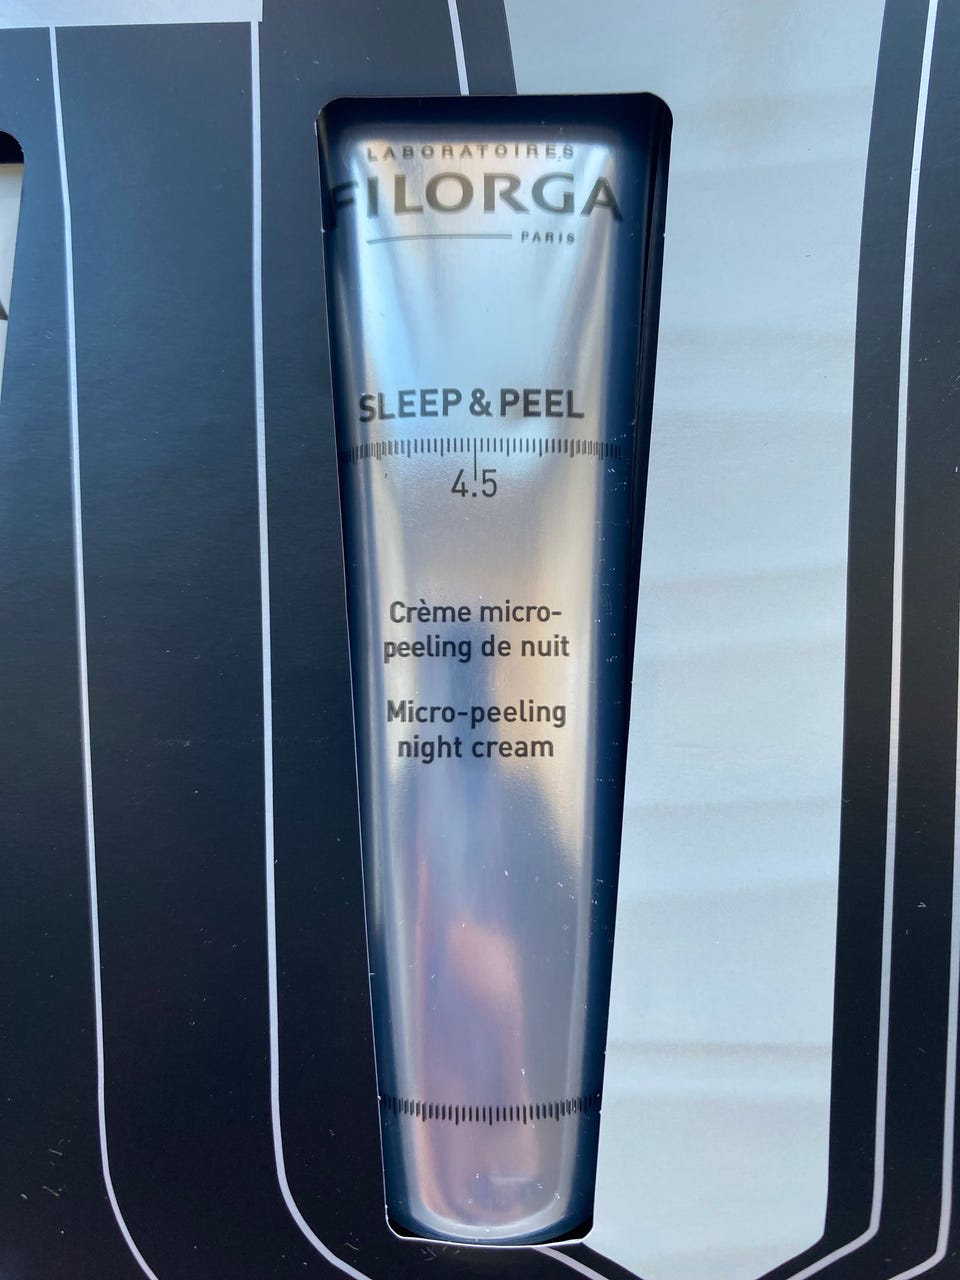 LABORATOIRES
FILORGA
PARIS
SLEEP & PEEL
4.5
Crème micro-
peeling de nuit
Micro-peeling
night cream